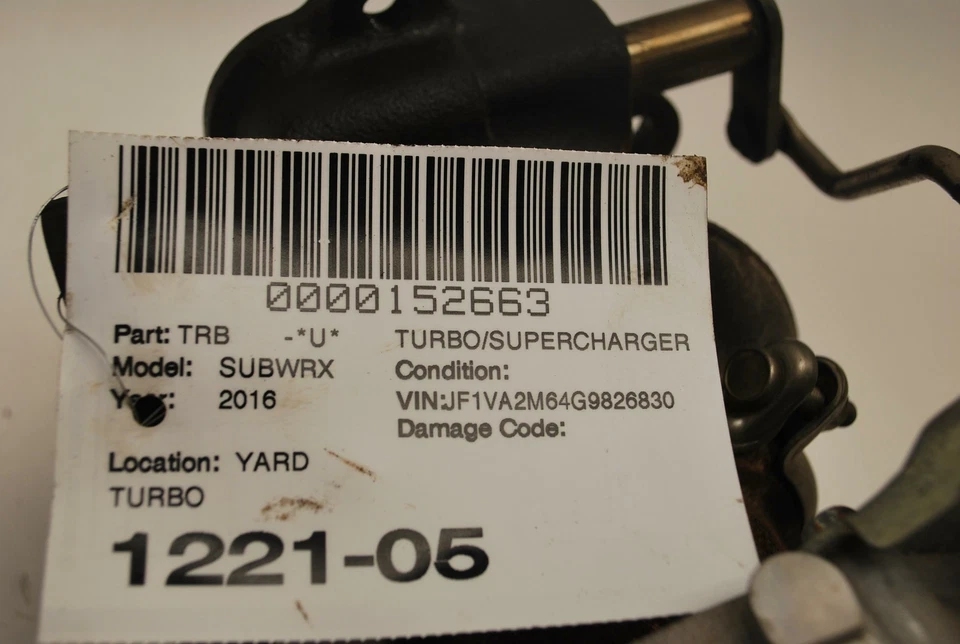 0000152663
Part: TRB -*U* TURBO/SUPERCHARGER
Model: SUBWRX Condition:
Year: 2016 VIN:JF1VA2M64G9826830
Damage Code:
Location: YARD
TURBO
1221-05